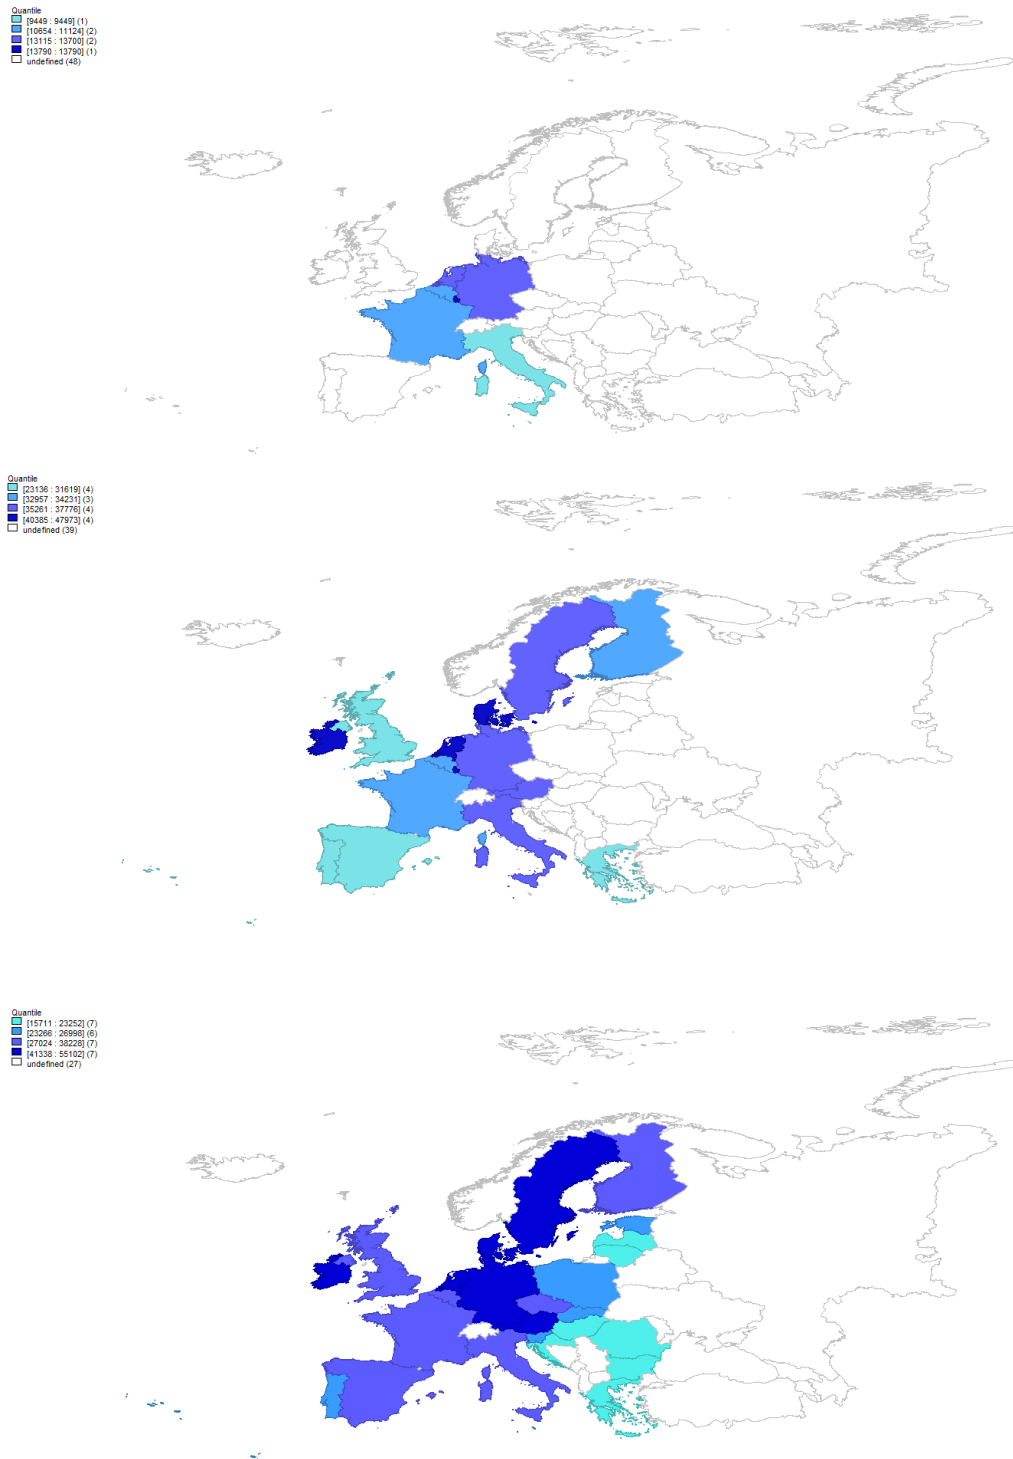 Quantile
[9449 : 9449] (1)
[10654 : 11124] (2)
[13115 : 13700] (2)
[13790 : 13790] (1)
undefined (48)
Quantile
[23136 : 31619] (4)
[32957 : 34231] (3)
[35261 : 37776] (4)
[40385 : 47973] (4)
undefined (39)
Quantile
[15711 : 23252] (7)
[23266 : 26998] (6)
[27024 : 38228] (7)
[41338 : 55102] (7)
undefined (27)